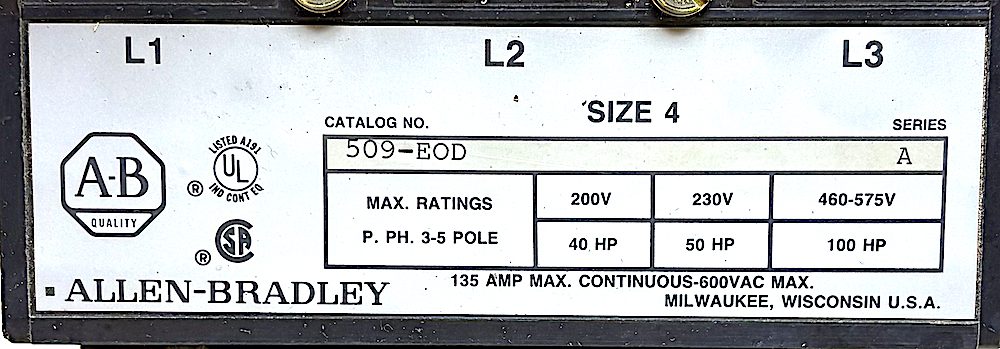 L1 L2 L3
SIZE 4
CATALOG NO. SERIES
509-EOD A
A-B
QUALITY
LISTED A191
UL
IND CONT EQ
®
SA
®
MAX. RATINGS 200V 230V 460-575V
P. PH. 3-5 POLE 40 HP 50 HP 100 HP
135 AMP MAX. CONTINUOUS-600VAC MAX.
ALLEN-BRADLEY MILWAUKEE, WISCONSIN U.S.A.